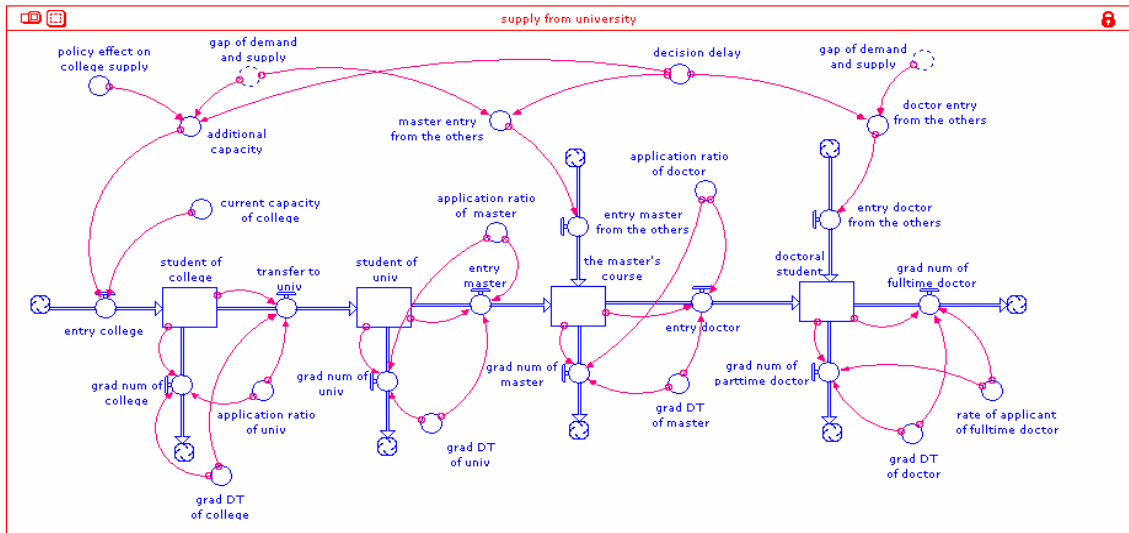 supply from university
policy effect on
college supply
gap of demand
and supply
decision delay
gap of demand
and supply
additional
capacity
master entry
from the others
doctor entry
from the others
application ratio
of doctor
current capacity
of college
application ratio
of master
entry master
from the others
entry doctor
from the others
student of
college
transfer to
univ
student of
univ
entry
master
the master's
course
doctoral
student
grad num of
fulltime doctor
entry college
entry doctor
grad num of
college
grad num of
univ
grad num of
master
grad num of
parttime doctor
application ratio
of univ
grad DT
of univ
grad DT
of master
rate of applicant
of fulltime doctor
grad DT
of doctor
grad DT
of college